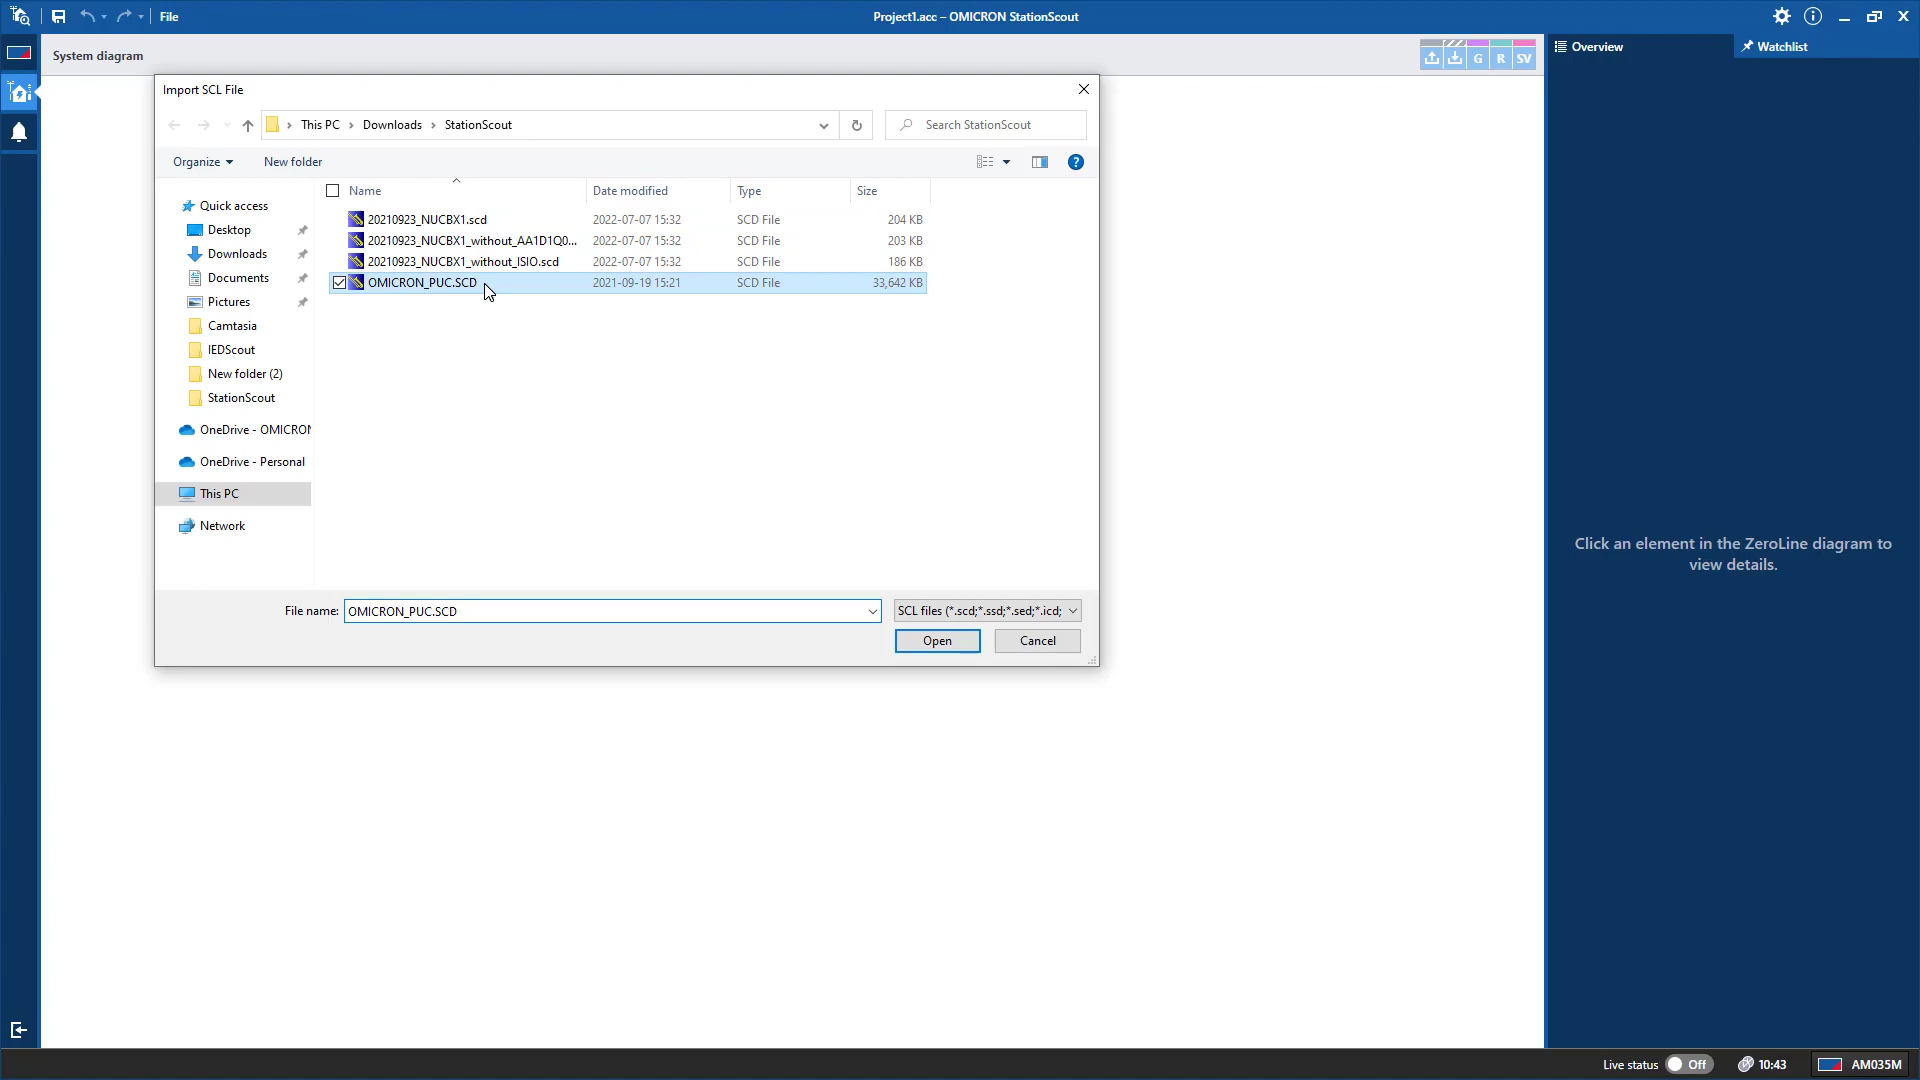 File
Project1.acc – OMICRON StationScout
System diagram
G R SV
Overview
Watchlist
Import SCL File
This PC > Downloads > StationScout
Search StationScout
Organize
New folder
Name
Date modified
Type
Size
Quick access
Desktop
Downloads
Documents
Pictures
Camtasia
IEDScout
New folder (2)
StationScout
OneDrive - OMICRON
OneDrive - Personal
This PC
Network
20210923_NUCBX1.scd 2022-07-07 15:32 SCD File 204 KB
20210923_NUCBX1_without_AA1D1Q0... 2022-07-07 15:32 SCD File 203 KB
20210923_NUCBX1_without_ISIO.scd 2022-07-07 15:32 SCD File 186 KB
OMICRON_PUC.SCD 2021-09-19 15:21 SCD File 33,642 KB
File name: OMICRON_PUC.SCD
SCL files (*.scd;*.ssd;*.sed;*.icd;
Open
Cancel
Click an element in the ZeroLine diagram to
view details.
Live status Off
10:43
AM035M